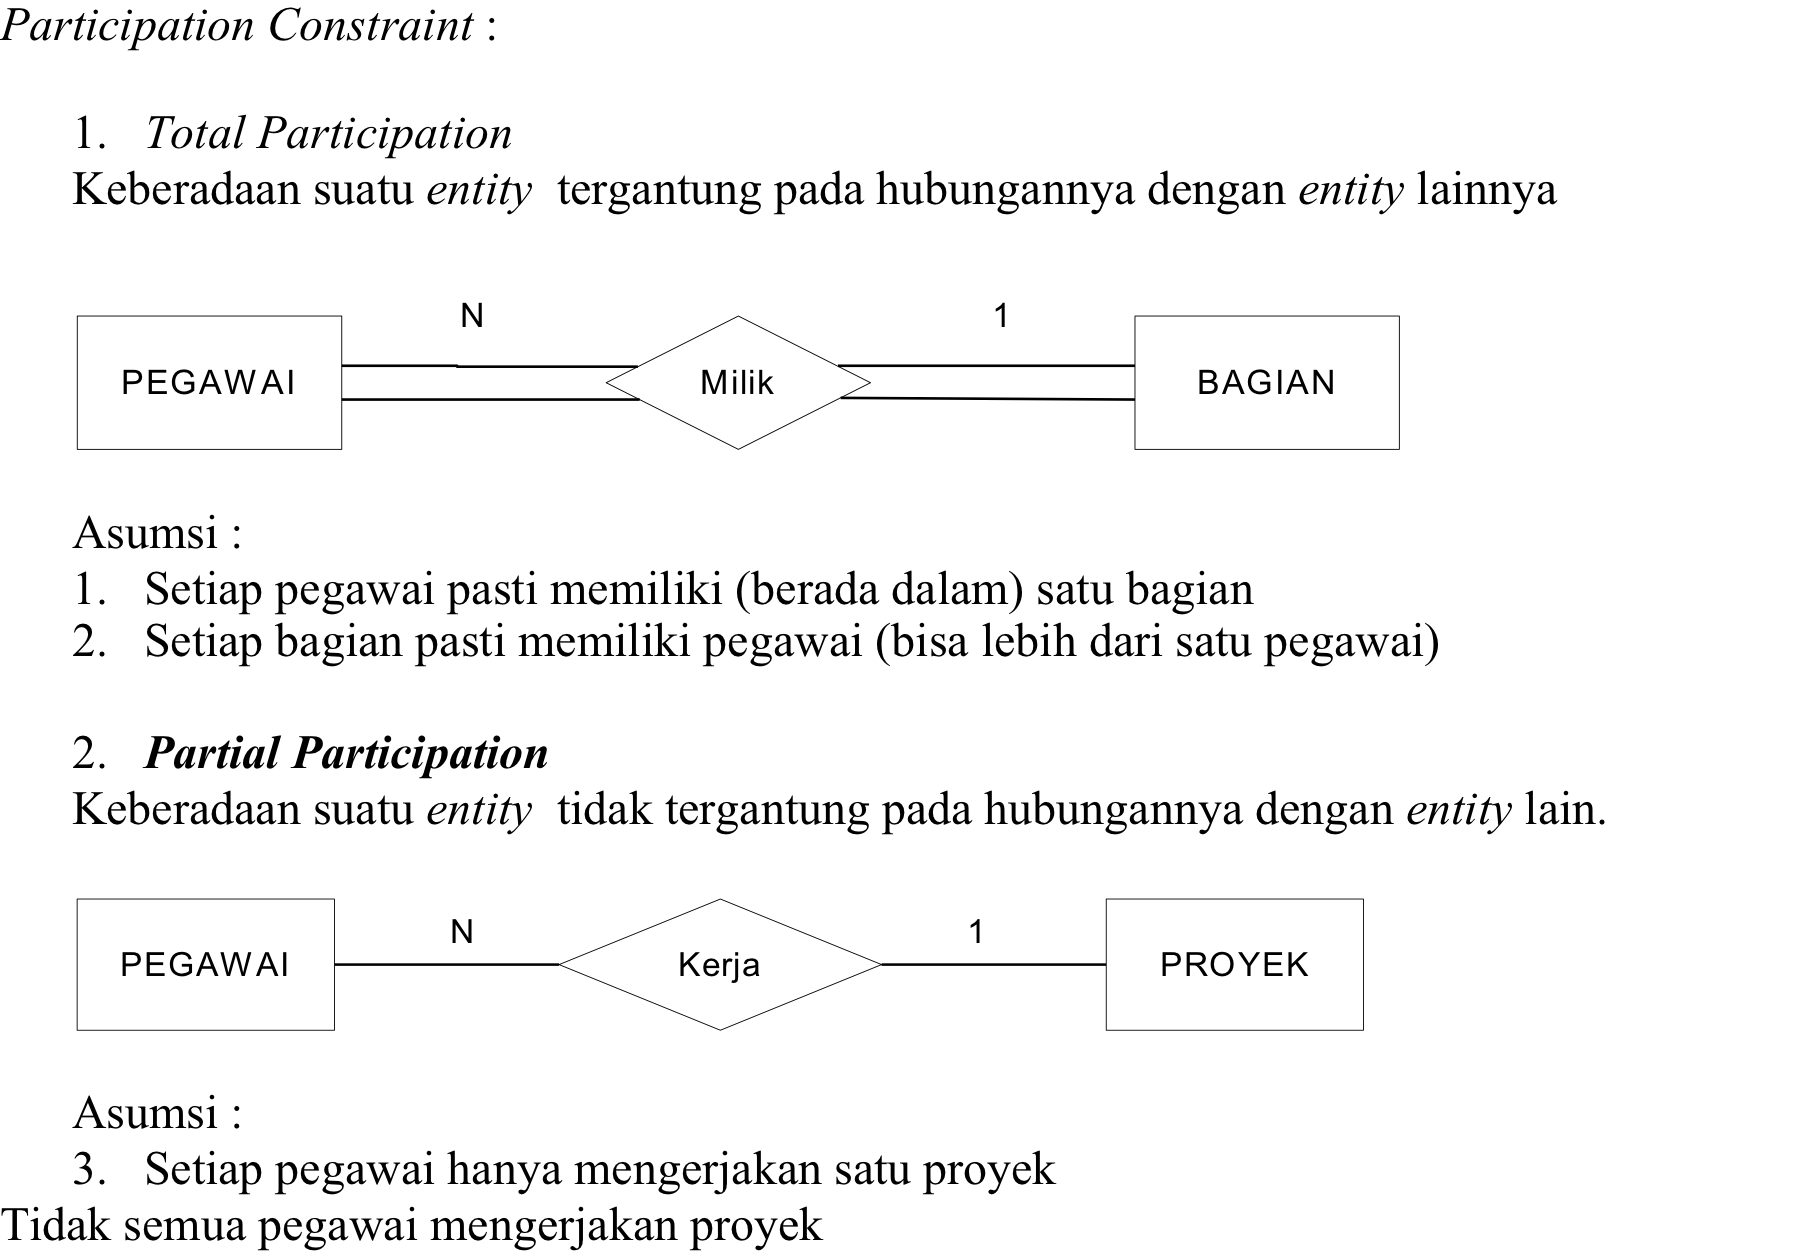 Participation Constraint :
1. Total Participation
Keberadaan suatu entity tergantung pada hubungannya dengan entity lainnya
N 1
PEGAWAI Milik BAGIAN
Asumsi :
1. Setiap pegawai pasti memiliki (berada dalam) satu bagian
2. Setiap bagian pasti memiliki pegawai (bisa lebih dari satu pegawai)
2. Partial Participation
Keberadaan suatu entity tidak tergantung pada hubungannya dengan entity lain.
N 1
PEGAWAI Kerja PROYEK
Asumsi :
3. Setiap pegawai hanya mengerjakan satu proyek
Tidak semua pegawai mengerjakan proyek